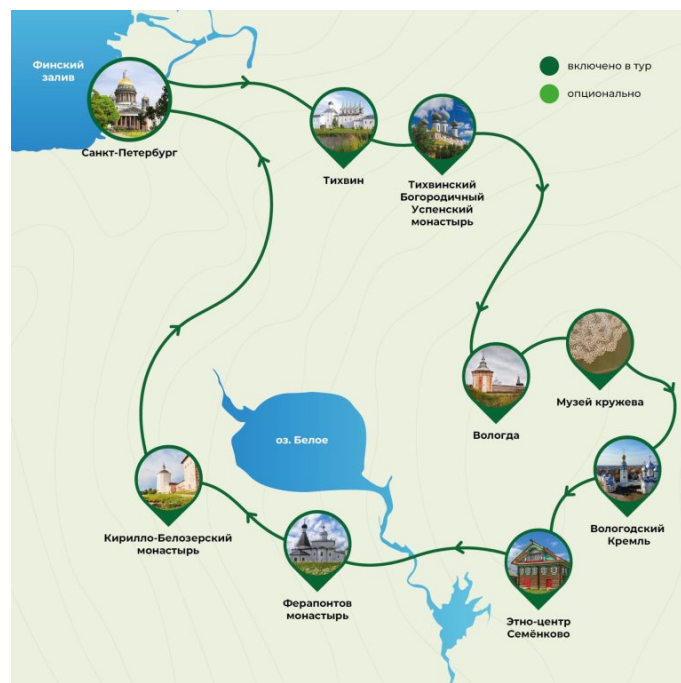 Финский
залив
включено в тур
опционально
Санкт-Петербург
Тихвин
Тихвинский
Богородичный
Успенский
монастырь
Музей кружева
Вологда
оз. Белое
Вологодский
Кремль
Кирилло-Белозерский
монастырь
Ферапонтов
монастырь
Этно-центр
Семёнково